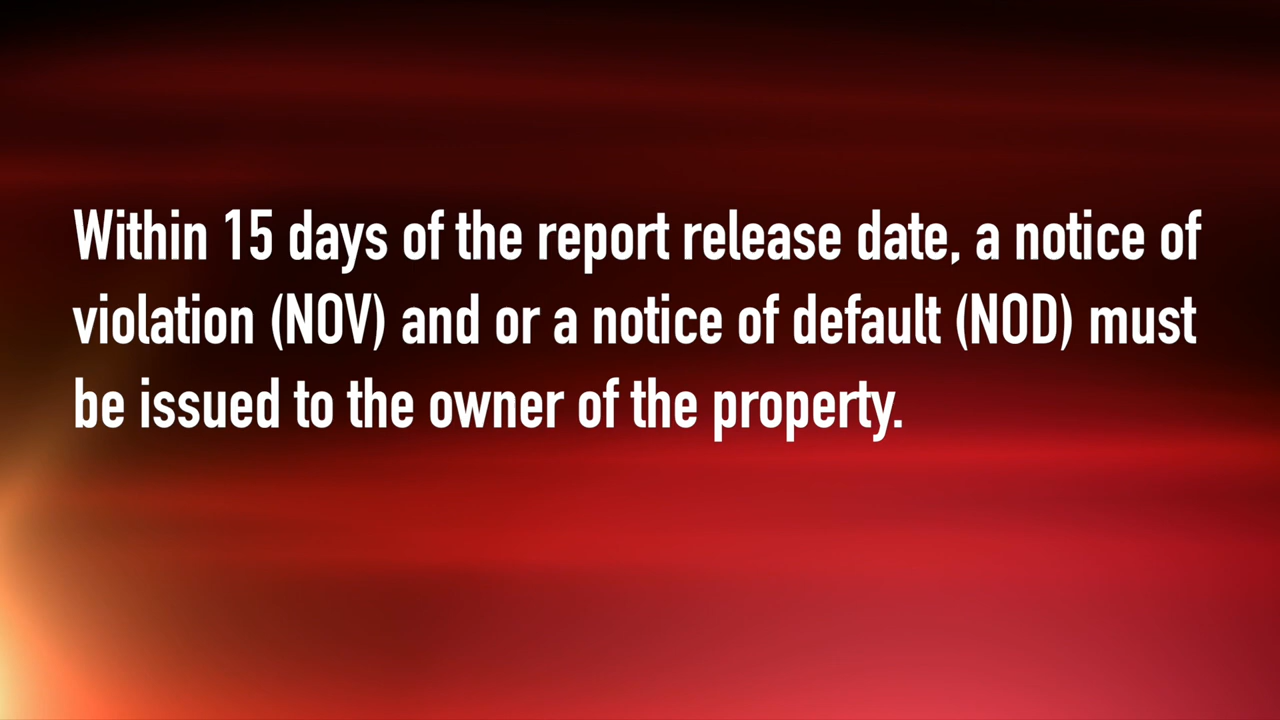 Within 15 days of the report release date, a notice of
violation (NOV) and or a notice of default (NOD) must
be issued to the owner of the property.